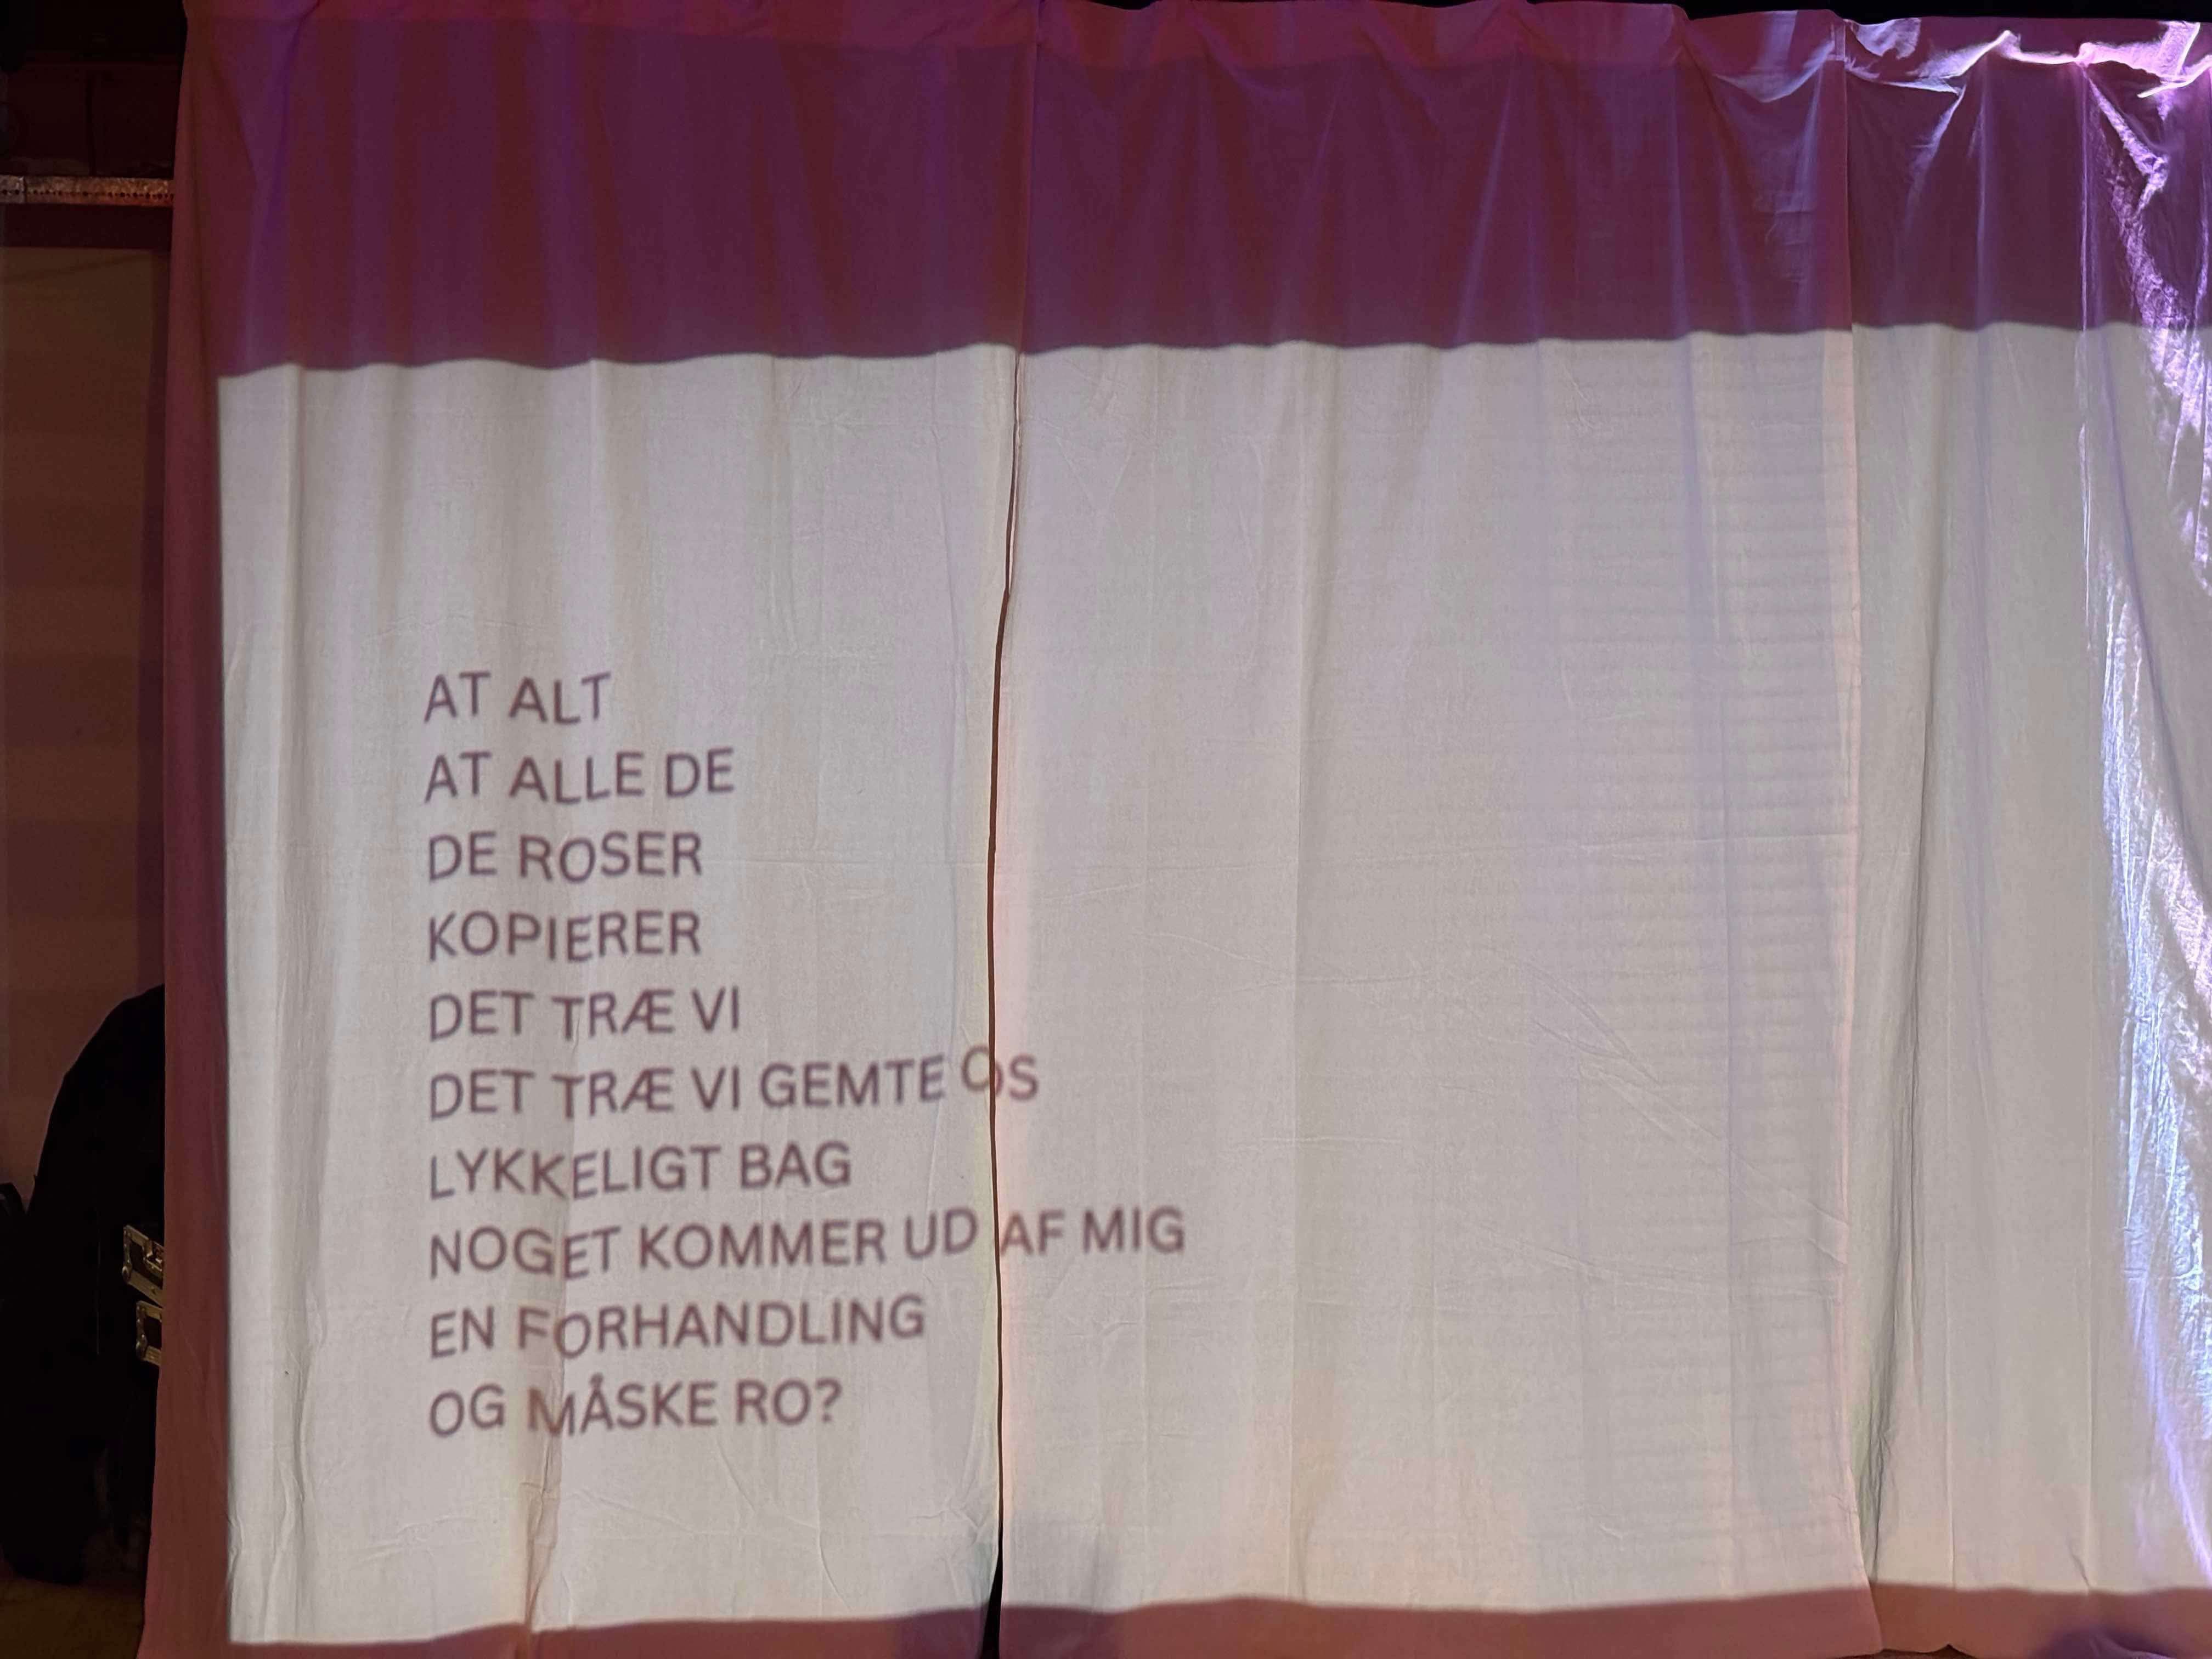 AT ALT
AT ALLE DE
DE ROSER
KOPIERER
DET TRÆ VI
DET TRÆ VI GEMTE OS
LYKKELIGT BAG
NOGET KOMMER UD AF MIG
EN FORHANDLING
OG MÅSKE RO?